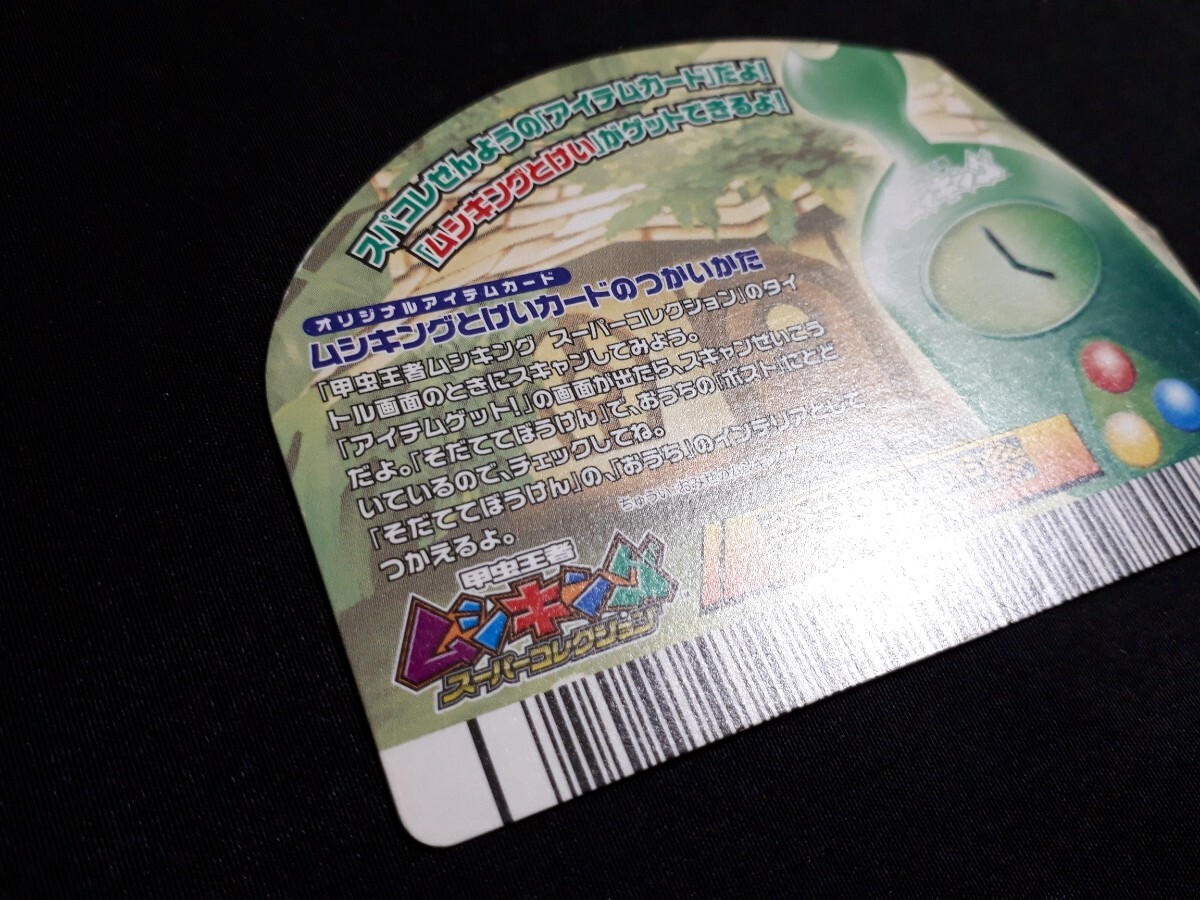 スパコレせんようの「アイテムカード」だよ!
「ムシキングとけい」がゲットできるよ!
オリジナルアイテムカード
ムシキングとけいカードのつかいかた
「甲虫王者ムシキング スーパーコレクション」のタイ
トル画面のときにスキャンしてみよう。
「アイテムゲット!」の画面が出たら、スキャンせいこう
だよ。「そだててぼうけん」で、おうちの「ポスト」にとど
いているので、チェックしてね。
「そだててぼうけん」の、「おうち」のインテリアとして
つかえるよ。
甲虫王者
ムシキング
スーパーコレクション